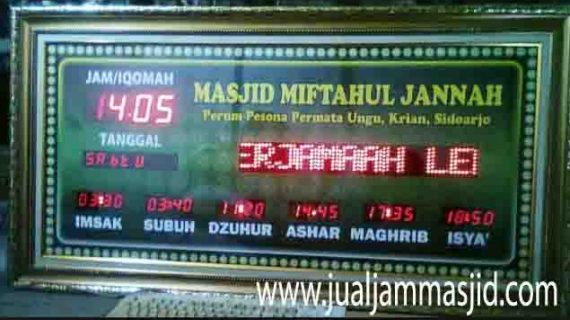 JAM/IQOMAH
14.05
MASJID MIFTAHUL JANNAH
Perum Pesona Permata Ungu, Krian, Sidoarjo
TANGGAL
ERJAMAAH LE
03:30 03:40 11:20 14:45 17:35 18:50
IMSAK SUBUH DZUHUR ASHAR MAGHRIB ISYA'
www.jualjammasjid.com